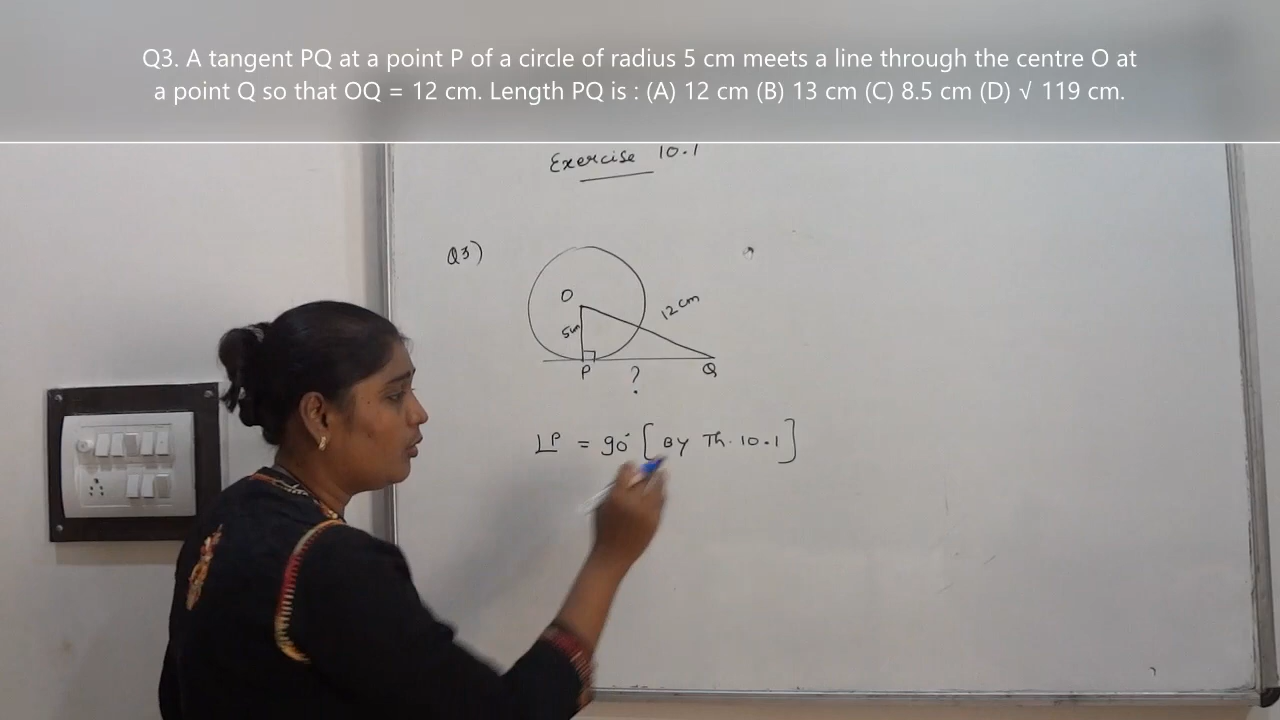 Q3. A tangent PQ at a point P of a circle of radius 5 cm meets a line through the centre O at
a point Q so that OQ = 12 cm. Length PQ is : (A) 12 cm (B) 13 cm (C) 8.5 cm (D) √ 119 cm.
Exercise 10.1
Q3)
O
12 cm
5cm
P
?
Q
∟P = 90° [By Th. 10.1]